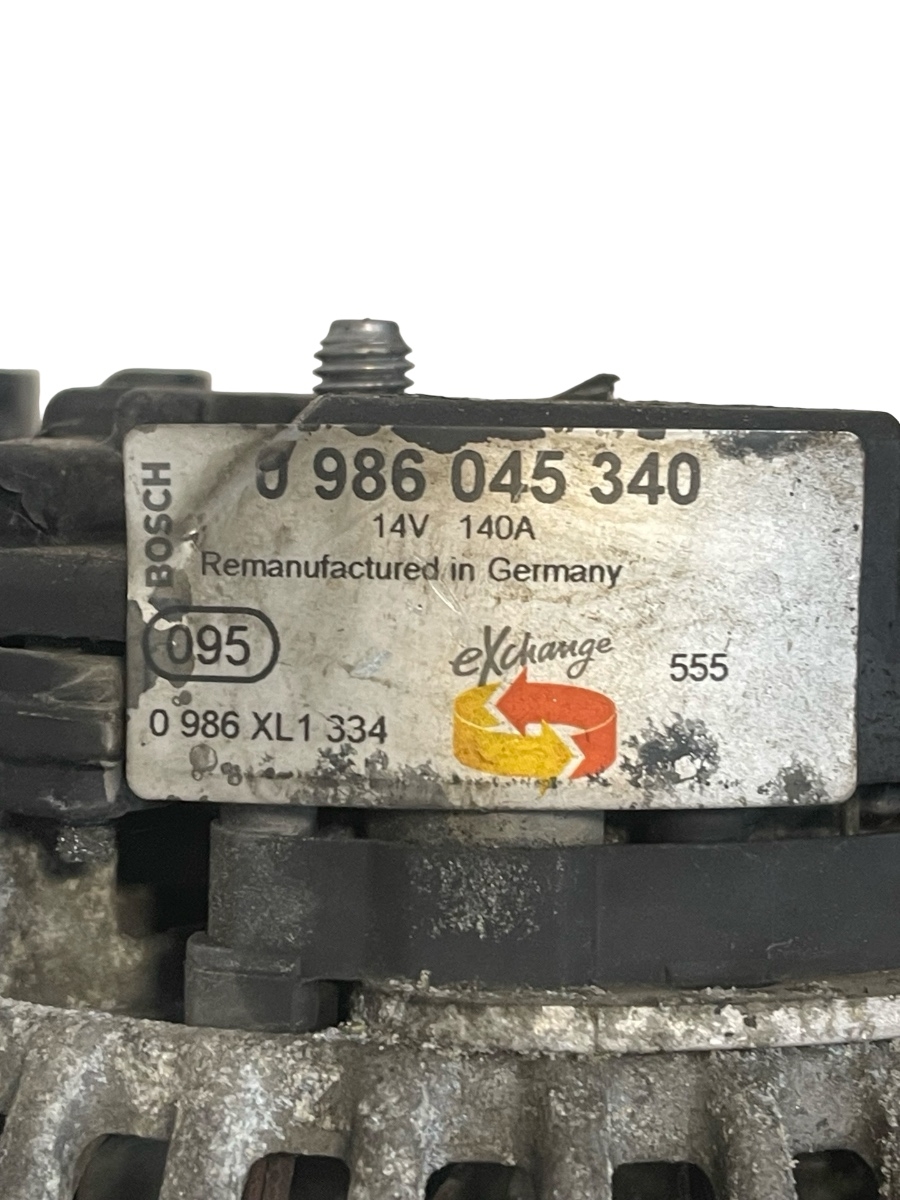 BOSCH
0 986 045 340
14V 140A
Remanufactured in Germany
095
eXchange
555
0 986 XL1 334